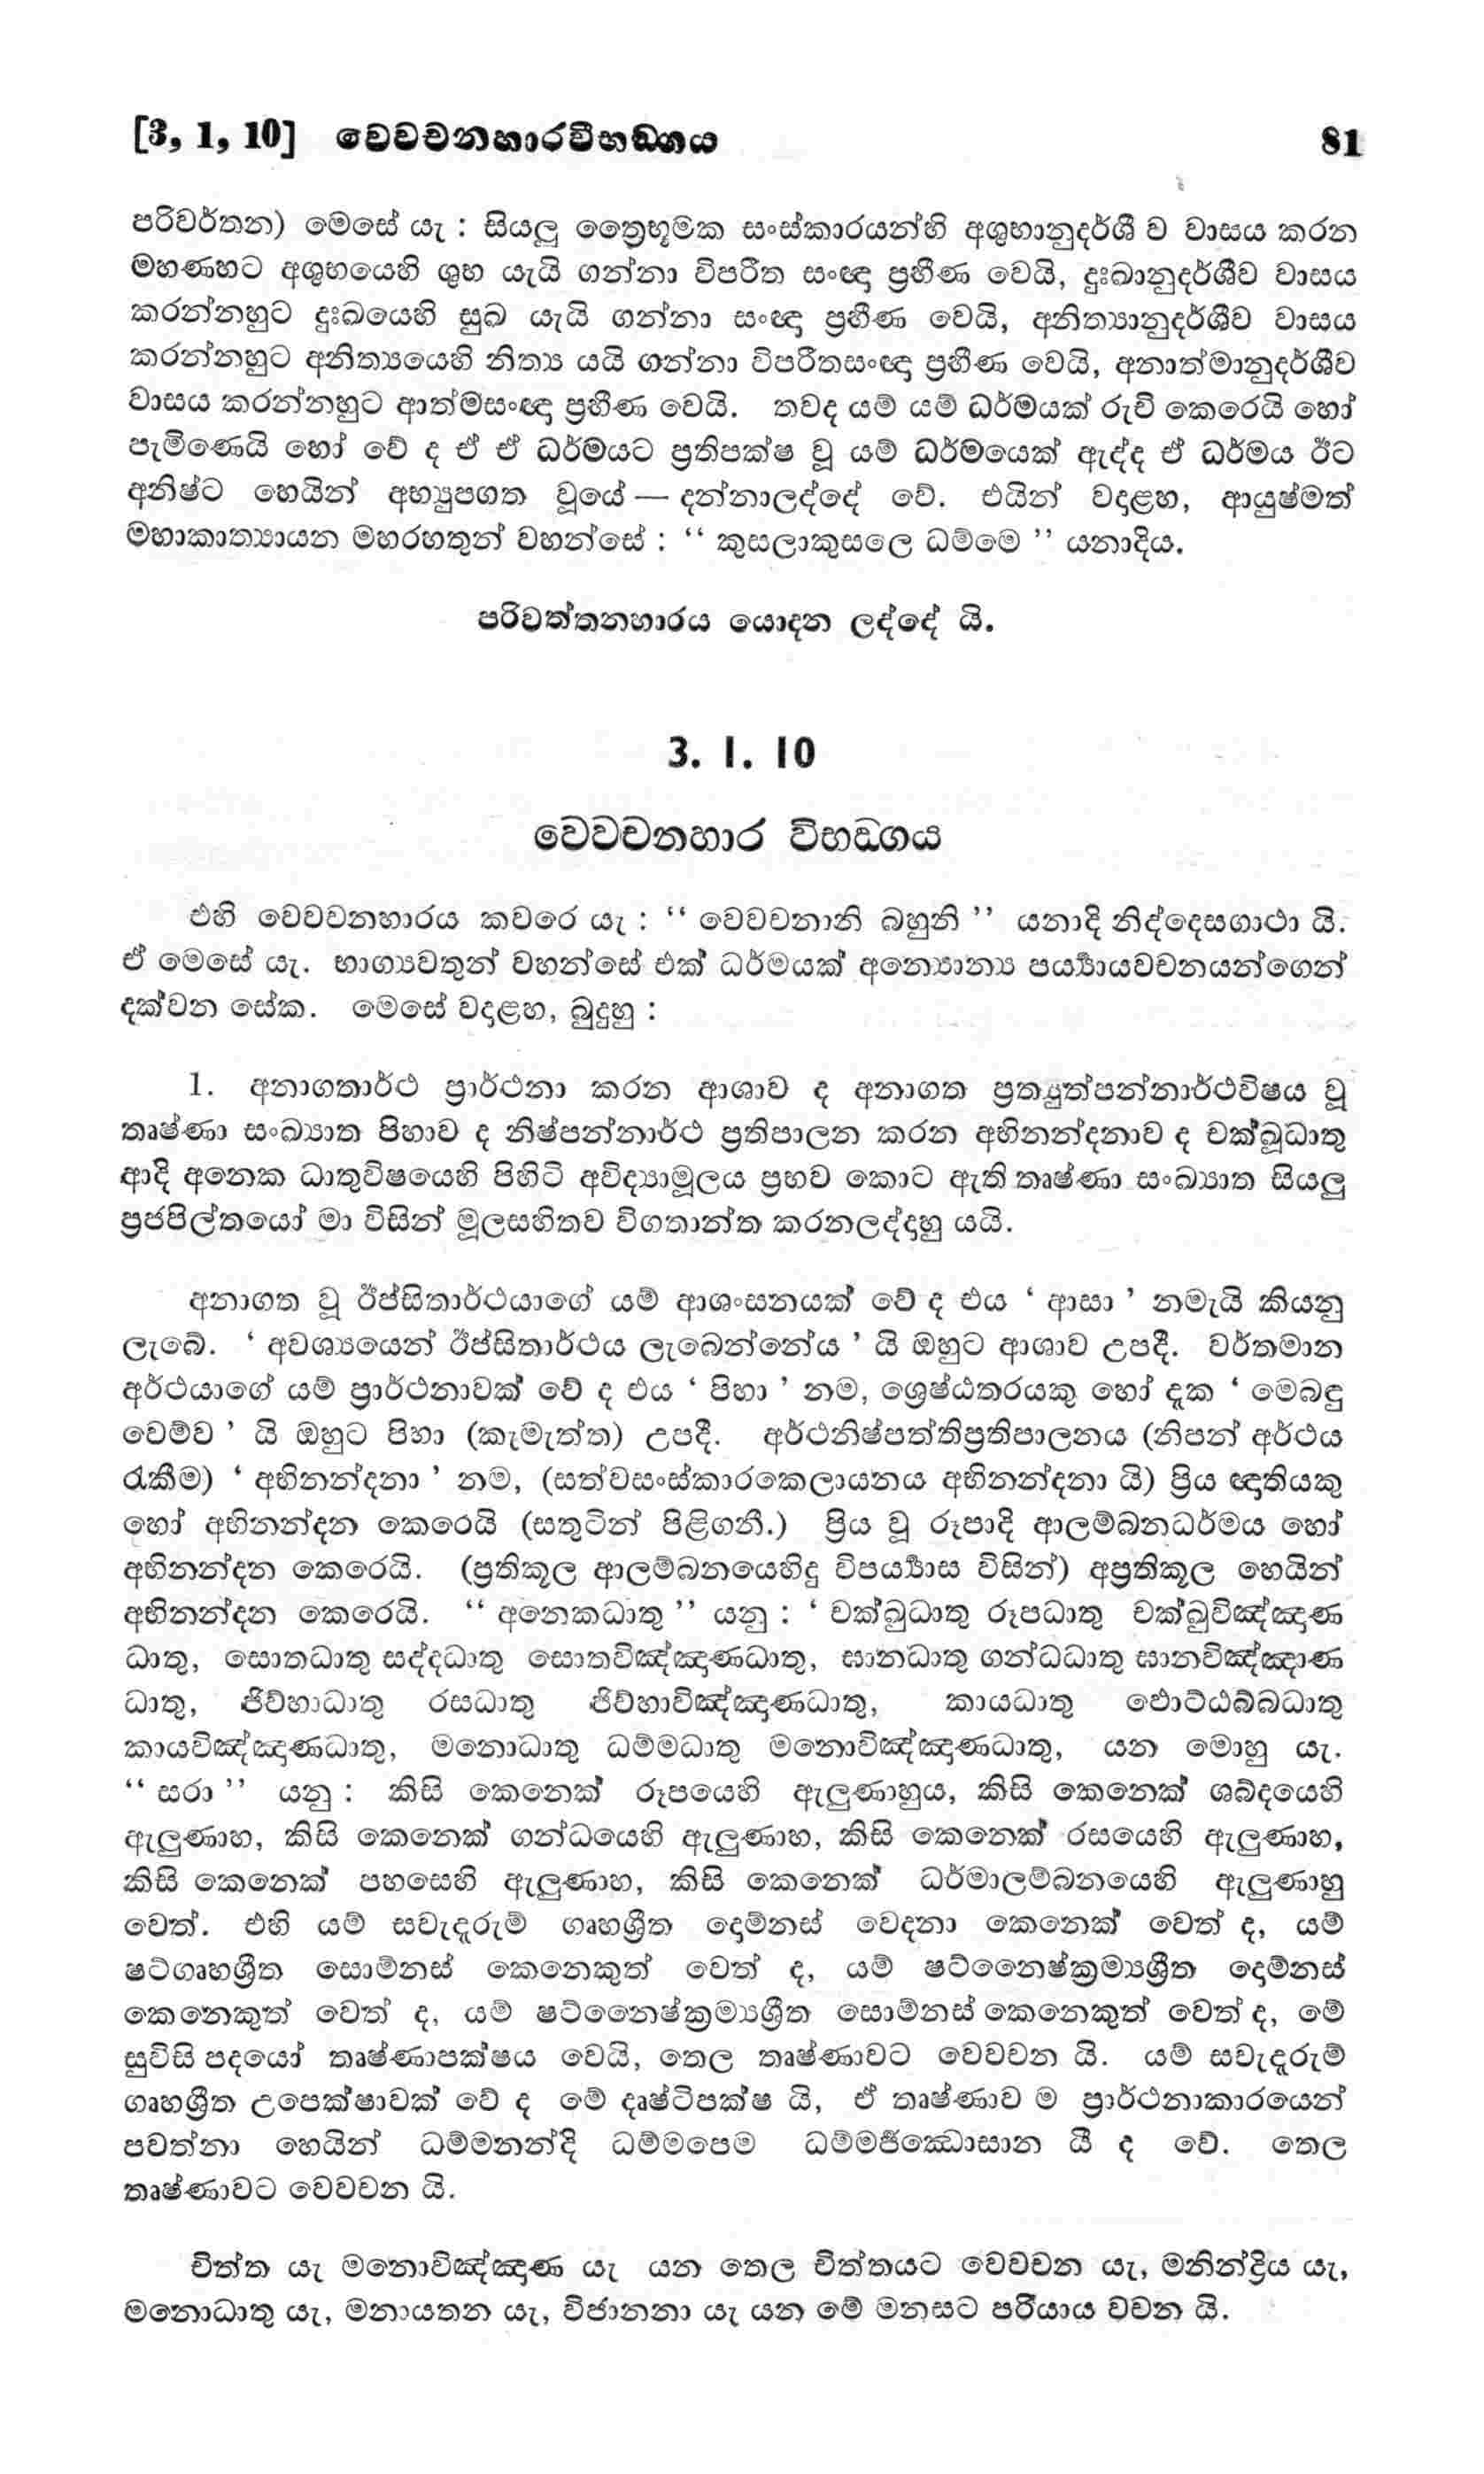 [3, 1, 10] වෙවචනහාරවිභඞ්ගය 81
පරිවර්තන) මෙසේ යැ : සියලු ත්‍රෛභූමක සංස්කාරයන්හි අශුභානුදර්ශී ව වාසය කරන
මහණහට අශුභයෙහි ශුභ යැයි ගන්නා විපරීත සංඥා ප්‍රහීණ වෙයි, දුඃඛානුදර්ශීව වාසය
කරන්නහුට දුඃඛයෙහි සුඛ යැයි ගන්නා සංඥා ප්‍රහීණ වෙයි, අනිත්‍යානුදර්ශීව වාසය
කරන්නහුට අනිත්‍යයෙහි නිත්‍ය යයි ගන්නා විපරීතසංඥා ප්‍රහීණ වෙයි, අනාත්මානුදර්ශීව
වාසය කරන්නහුට ආත්මසංඥා ප්‍රහීණ වෙයි. තවද යම් යම් ධර්මයක් රුචි කෙරෙයි හෝ
පැමිණෙයි හෝ වේ ද ඒ ඒ ධර්මයට ප්‍රතිපක්ෂ වූ යම් ධර්මයෙක් ඇද්ද ඒ ධර්මය ඊට
අනිෂ්ට හෙයින් අභ්‍යුපගත වූයේ — දන්නාලද්දේ වේ. එයින් වදළහ, ආයුෂ්මත්
මහාකාත්‍යායන මහරහතුන් වහන්සේ : “ කුසලාකුසලෙ ධම්මෙ ” යනාදිය.
පරිවත්තනහාරය යොදන ලද්දේ යි.
3. 1. 10
වෙවචනහාර විභඞ්ගය
එහි වෙවචනහාරය කවරෙ යැ : “ වෙවචනානි බහුනි ” යනාදි නිද්දෙසගාථා යි.
ඒ මෙසේ යැ. භාග්‍යවතුන් වහන්සේ එක් ධර්මයක් අන්‍යොන්‍ය පර්‍ය්‍යායවචනයන්ගෙන්
දක්වන සේක. මෙසේ වදළහ, බුදුහු :
1. අනාගතාර්ථ ප්‍රාර්ථනා කරන ආශාව ද අනාගත ප්‍රත්‍යුත්පන්නාර්ථවිෂය වූ
තෘෂ්ණා සංඛ්‍යාත පිහාව ද නිෂ්පන්නාර්ථ ප්‍රතිපාලන කරන අභිනන්දනාව ද චක්ඛුධාතු
ආදි අනෙක ධාතුවිෂයෙහි පිහිටි අවිද්‍යාමූලය ප්‍රභව කොට ඇති තෘෂ්ණා සංඛ්‍යාත සියලු
ප්‍රජපිල්තයෝ මා විසින් මූලසහිතව විගතාන්ත කරනලද්දහු යයි.
අනාගත වූ ඊප්සිතාර්ථයාගේ යම් ආශංසනයක් වේ ද එය ‘ ආසා ’ නමැයි කියනු
ලැබේ. ‘ අවශ්‍යයෙන් ඊප්සිතාර්ථය ලැබෙන්නේය ’ යි ඔහුට ආශාව උපදී. වර්තමාන
අර්ථයාගේ යම් ප්‍රාර්ථනාවක් වේ ද එය ‘ පිහා ’ නම, ශ්‍රෙෂ්ඨතරයකු හෝ දැක ‘ මෙබඳු
වෙම්ව ’ යි ඔහුට පිහා (කැමැත්ත) උපදී. අර්ථනිෂ්පත්තිප්‍රතිපාලනය (නිපන් අර්ථය
රැකීම) ‘ අභිනන්දනා ’ නම, (සත්වසංස්කාරකෙලායනය අභිනන්දනා යි) ප්‍රිය ඥාතියකු
හෝ අභිනන්දන කෙරෙයි (සතුටින් පිළිගනී.) ප්‍රිය වූ රූපාදි ආලම්බනධර්මය හෝ
අභිනන්දන කෙරෙයි. (ප්‍රතිකූල ආලම්බනයෙහිදු විපර්‍ය්‍යාස විසින්) අප්‍රතිකූල හෙයින්
අභිනන්දන කෙරෙයි. “ අනෙකධාතු ” යනු : ‘ චක්ඛුධාතු රූපධාතු චක්ඛුවිඤ්ඤාණ
ධාතු, සොතධාතු සද්දධාතු සොතවිඤ්ඤාණධාතු, ඝානධාතු ගන්ධධාතු ඝානවිඤ්ඤාණ
ධාතු, ජිව්හාධාතු රසධාතු ජිව්හාවිඤ්ඤාණධාතු, කායධාතු ඵොට්ඨබ්බධාතු
කායවිඤ්ඤාණධාතු, මනොධාතු ධම්මධාතු මනොවිඤ්ඤාණධාතු, යන මොහු යැ.
“ සරා ” යනු : කිසි කෙනෙක් රූපයෙහි ඇලුණාහුය, කිසි කෙනෙක් ශබ්දයෙහි
ඇලුණාහ, කිසි කෙනෙක් ගන්ධයෙහි ඇලුණාහ, කිසි කෙනෙක් රසයෙහි ඇලුණාහ,
කිසි කෙනෙක් පහසෙහි ඇලුණාහ, කිසි කෙනෙක් ධර්මාලම්බනයෙහි ඇලුණාහු
වෙත්. එහි යම් සවැදෑරුම් ගෘහශ්‍රිත දොම්නස් වෙදනා කෙනෙක් වෙත් ද, යම්
ෂට්ගෘහශ්‍රිත සොම්නස් කෙනෙකුත් වෙත් ද, යම් ෂට්නෛෂ්ක්‍රම්‍යශ්‍රිත දොම්නස්
කෙනෙකුත් වෙත් ද, යම් ෂට්නෛෂ්ක්‍රම්‍යශ්‍රිත සොම්නස් කෙනෙකුත් වෙත් ද, මේ
සුවිසි පදයෝ තෘෂ්ණාපක්ෂය වෙයි, තෙල තෘෂ්ණාවට වෙවචන යි. යම් සවැදෑරුම්
ගෘහශ්‍රිත උපෙක්ෂාවක් වේ ද මේ දෘෂ්ටිපක්ෂ යි, ඒ තෘෂ්ණාව ම ප්‍රාර්ථනාකාරයෙන්
පවත්නා හෙයින් ධම්මනන්දි ධම්මපෙම ධම්මජ්ඣොසාන යී ද වේ. තෙල
තෘෂ්ණාවට වෙවචන යි.
චිත්ත යැ මනොවිඤ්ඤාණ යැ යන තෙල චිත්තයට වෙවචන යැ, මනින්ද්‍රිය යැ,
මනොධාතු යැ, මනායතන යැ, විජානනා යැ යන මේ මනසට පරියාය වචන යි.